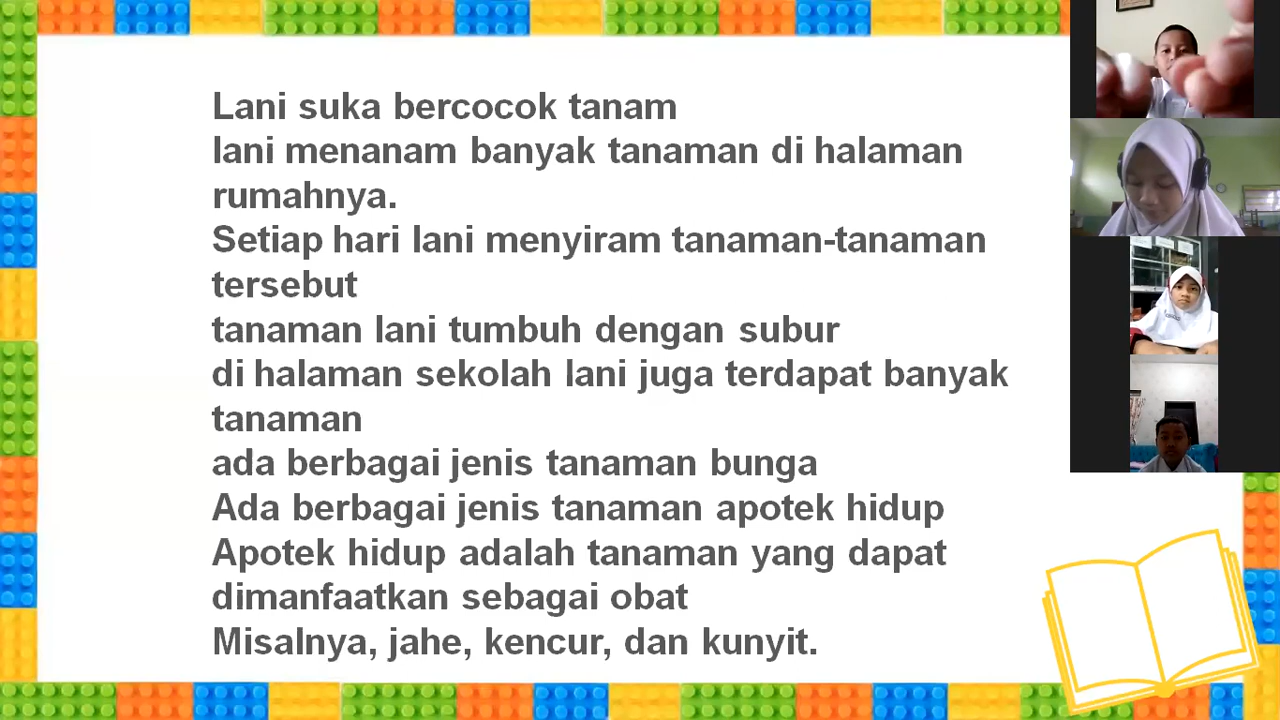 Lani suka bercocok tanam
lani menanam banyak tanaman di halaman
rumahnya.
Setiap hari lani menyiram tanaman-tanaman
tersebut
tanaman lani tumbuh dengan subur
di halaman sekolah lani juga terdapat banyak
tanaman
ada berbagai jenis tanaman bunga
Ada berbagai jenis tanaman apotek hidup
Apotek hidup adalah tanaman yang dapat
dimanfaatkan sebagai obat
Misalnya, jahe, kencur, dan kunyit.